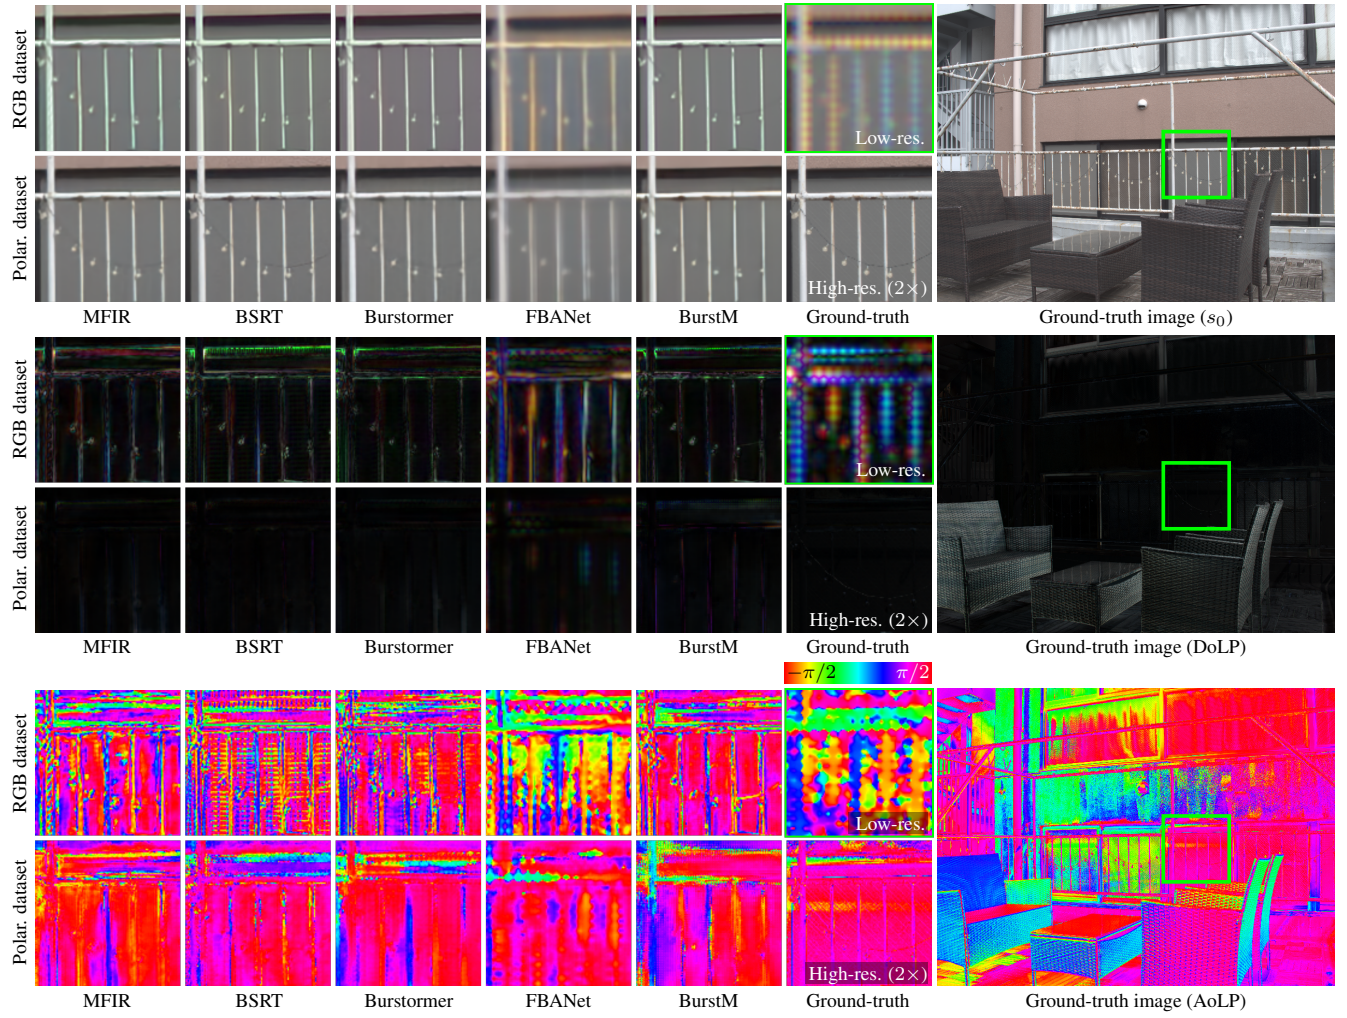 RGB dataset
Low-res.
Polar. dataset
High-res. (2×)
MFIR BSRT Burstormer FBANet BurstM Ground-truth Ground-truth image (s₀)
RGB dataset
Low-res.
Polar. dataset
High-res. (2×)
MFIR BSRT Burstormer FBANet BurstM Ground-truth Ground-truth image (DoLP)
−π/2 π/2
RGB dataset
Low-res.
Polar. dataset
High-res. (2×)
MFIR BSRT Burstormer FBANet BurstM Ground-truth Ground-truth image (AoLP)